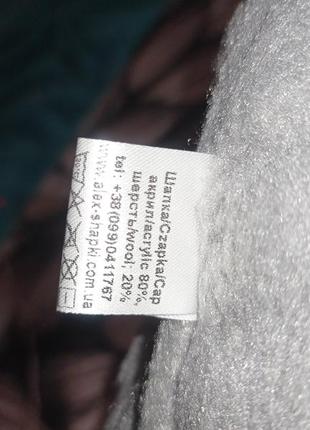 Шапка/Czapka/Cap
акрил/acrylic 80%,
шерсть/wool; 20%
tel: +38(099)0411767
www.alex-shapki.com.ua